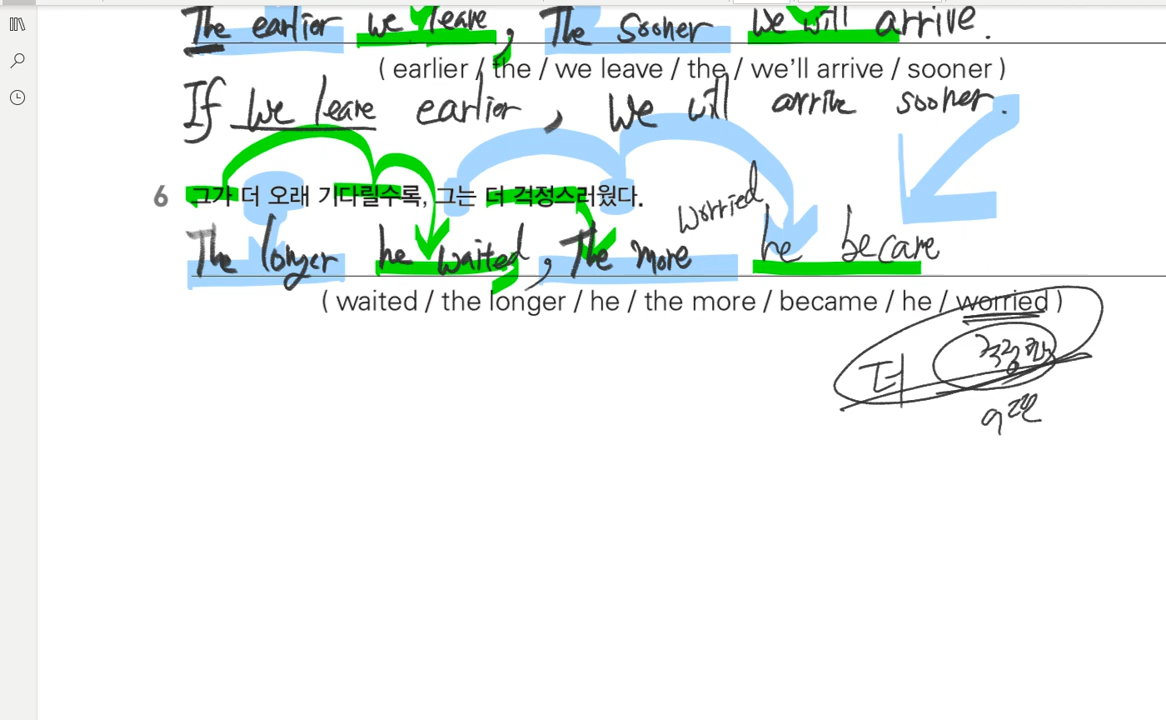 The earlier we leave, The sooner we will arrive.
( earlier / the / we leave / the / we'll arrive / sooner )
If we leave earlier, we will arrive sooner.
6 그가 더 오래 기다릴수록, 그는 더 걱정스러웠다.
worried
The longer he waited, The more he became
( waited / the longer / he / the more / became / he / worried )
더